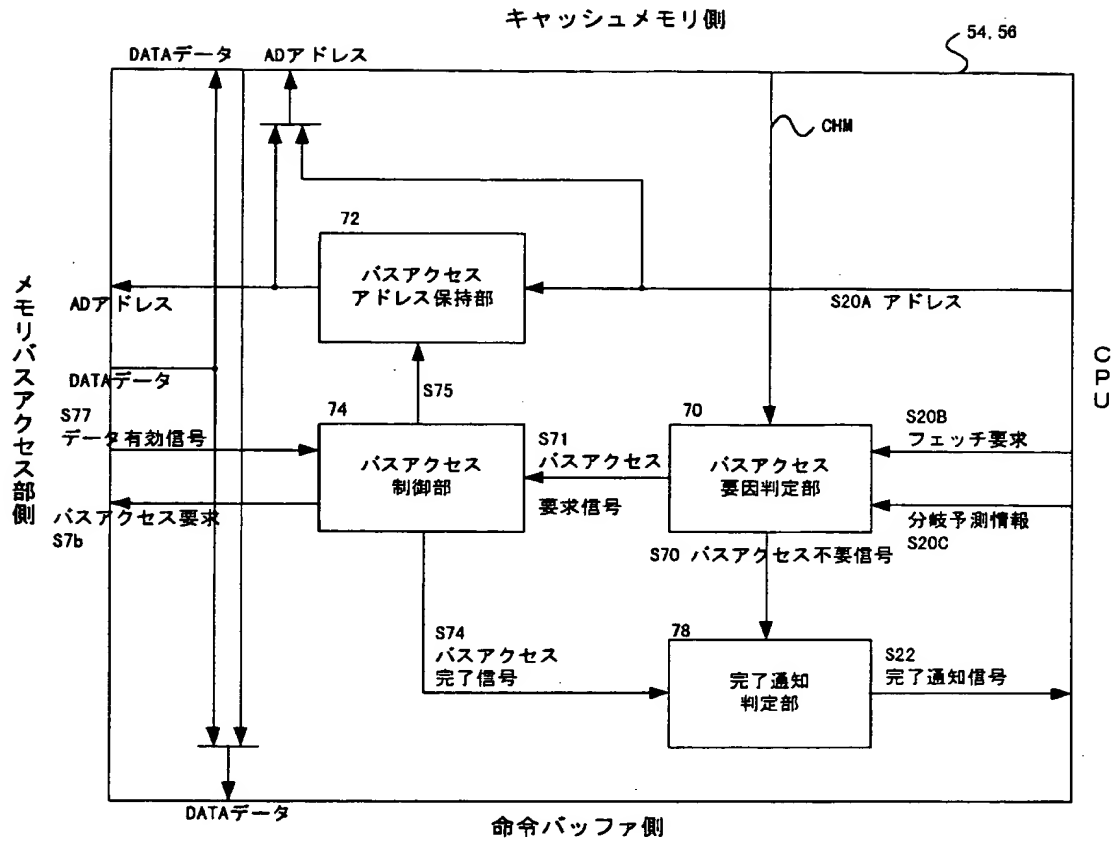 キャッシュメモリ側
54, 56
DATAデータ
ADアドレス
CHM
72
バスアクセス
アドレス保持部
ADアドレス
S20A アドレス
メモリバスアクセス部側
CPU
DATAデータ
S75
S77
データ有効信号
74
バスアクセス
制御部
S71
バスアクセス
要求信号
70
バスアクセス
要因判定部
S20B
フェッチ要求
バスアクセス要求
S7b
分岐予測情報
S20C
S70 バスアクセス不要信号
S74
バスアクセス
完了信号
78
完了通知
判定部
S22
完了通知信号
DATAデータ
命令バッファ側